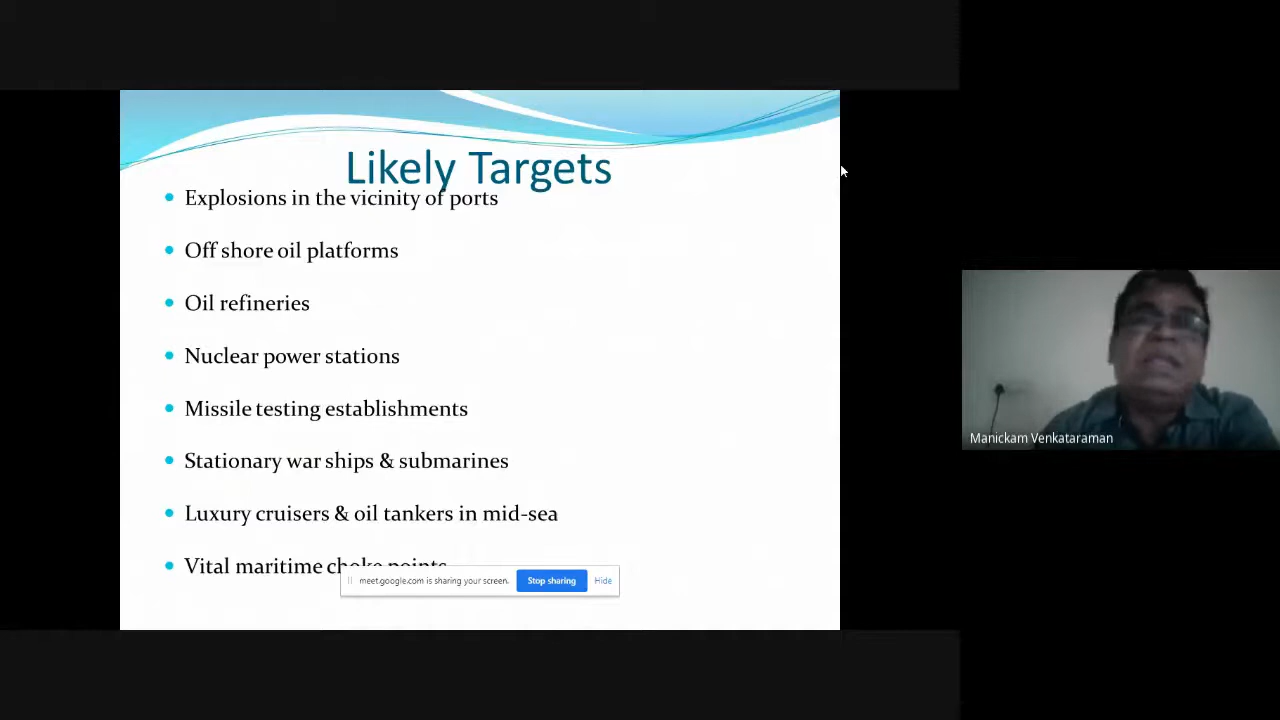 Likely Targets
Explosions in the vicinity of ports
Off shore oil platforms
Oil refineries
Nuclear power stations
Missile testing establishments
Stationary war ships & submarines
Luxury cruisers & oil tankers in mid-sea
Vital maritime choke points
meet.google.com is sharing your screen. Stop sharing Hide
Manickam Venkataraman